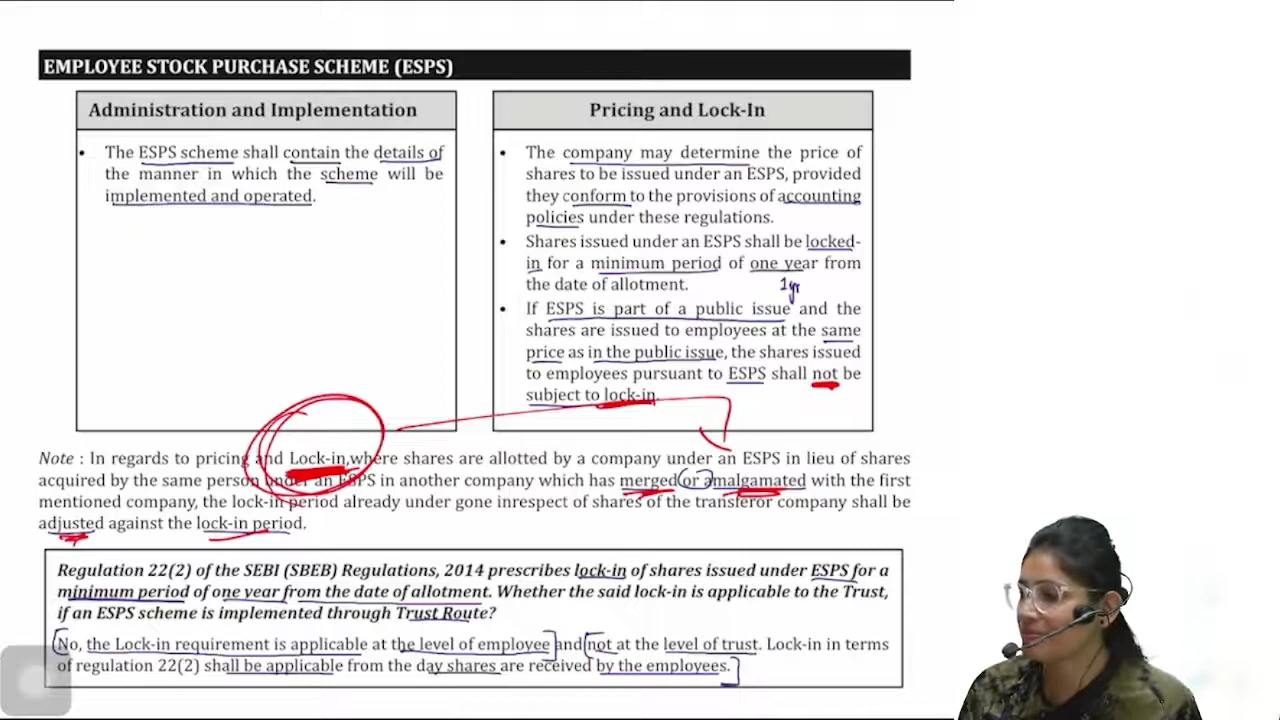 EMPLOYEE STOCK PURCHASE SCHEME (ESPS)
Administration and Implementation
• The ESPS scheme shall contain the details of
the manner in which the scheme will be
implemented and operated.
Pricing and Lock-In
• The company may determine the price of
shares to be issued under an ESPS, provided
they conform to the provisions of accounting
policies under these regulations.
• Shares issued under an ESPS shall be locked-
in for a minimum period of one year from
the date of allotment.
1yr
• If ESPS is part of a public issue and the
shares are issued to employees at the same
price as in the public issue, the shares issued
to employees pursuant to ESPS shall not be
subject to lock-in.
Note : In regards to pricing and Lock-in,where shares are allotted by a company under an ESPS in lieu of shares
acquired by the same person under an ESPS in another company which has merged or amalgamated with the first
mentioned company, the lock-in period already under gone inrespect of shares of the transferor company shall be
adjusted against the lock-in period.
Regulation 22(2) of the SEBI (SBEB) Regulations, 2014 prescribes lock-in of shares issued under ESPS for a
minimum period of one year from the date of allotment. Whether the said lock-in is applicable to the Trust,
if an ESPS scheme is implemented through Trust Route?
No, the Lock-in requirement is applicable at the level of employee and not at the level of trust. Lock-in in terms
of regulation 22(2) shall be applicable from the day shares are received by the employees.